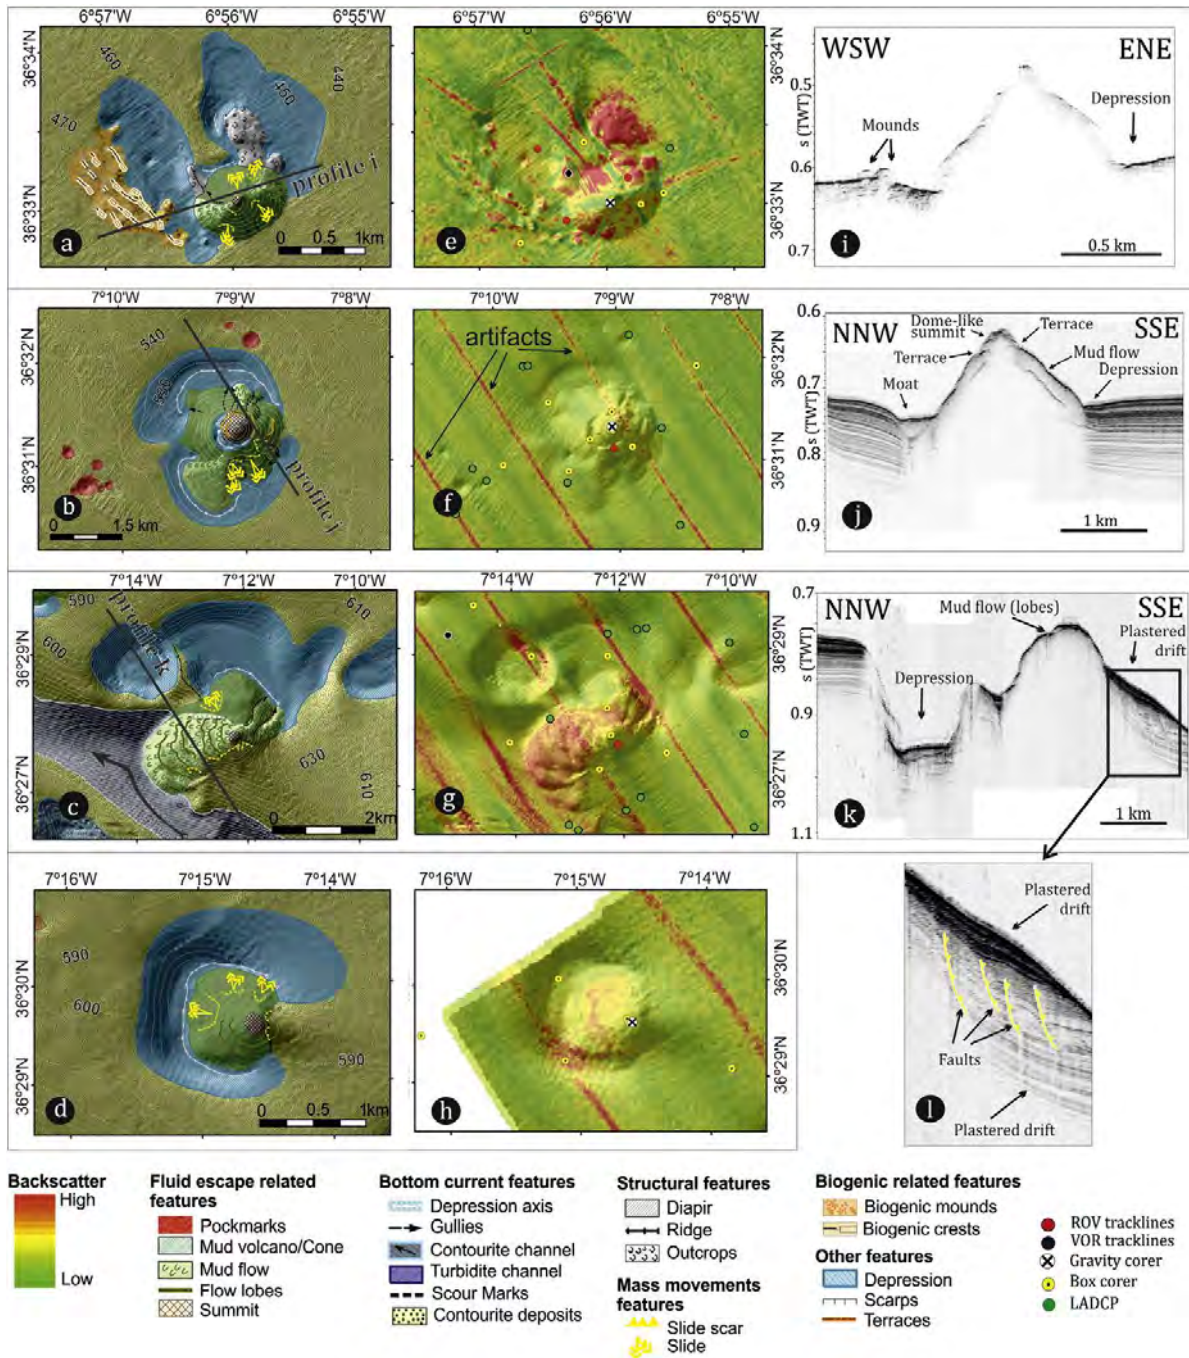 6°57'W 6°56'W 6°55'W
6°57'W 6°56'W 6°55'W
36°34'N
36°33'N
460
460
440
470
profile i
a
0 0.5 1km
36°34'N
36°33'N
e
WSW ENE
0.5
0.6
0.7
s (TWT)
Mounds
Depression
i
0.5 km
7°10'W 7°9'W 7°8'W
7°10'W 7°9'W 7°8'W
36°32'N
36°31'N
540
profile j
b
0 1.5 km
artifacts
36°32'N
36°31'N
f
0.6
0.7
0.8
0.9
s (TWT)
NNW SSE
Dome-like
summit
Terrace
Terrace
Mud flow
Depression
Moat
j
1 km
7°14'W 7°12'W 7°10'W
7°14'W 7°12'W 7°10'W
36°29'N
36°27'N
590
600
610
630
610
profile k
c
0 2km
36°29'N
36°27'N
g
0.7
0.9
1.1
s (TWT)
NNW SSE
Mud flow (lobes)
Plastered
drift
Depression
k
1 km
7°16'W 7°15'W 7°14'W
7°16'W 7°15'W 7°14'W
36°30'N
36°29'N
590
600
590
d
0 0.5 1km
36°30'N
36°29'N
h
Plastered
drift
Faults
Plastered drift
l
Backscatter
High
Low
Fluid escape related
features
Pockmarks
Mud volcano/Cone
Mud flow
Flow lobes
Summit
Bottom current features
Depression axis
Gullies
Contourite channel
Turbidite channel
Scour Marks
Contourite deposits
Structural features
Diapir
Ridge
Outcrops
Mass movements
features
Slide scar
Slide
Biogenic related features
Biogenic mounds
Biogenic crests
Other features
Depression
Scarps
Terraces
ROV tracklines
VOR tracklines
Gravity corer
Box corer
LADCP